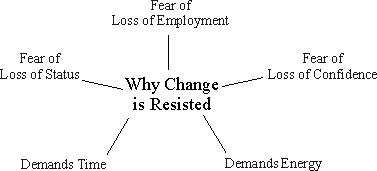 Fear of
Loss of Employment
Fear of
Loss of Status
Fear of
Loss of Confidence
Why Change
is Resisted
Demands Time
Demands Energy